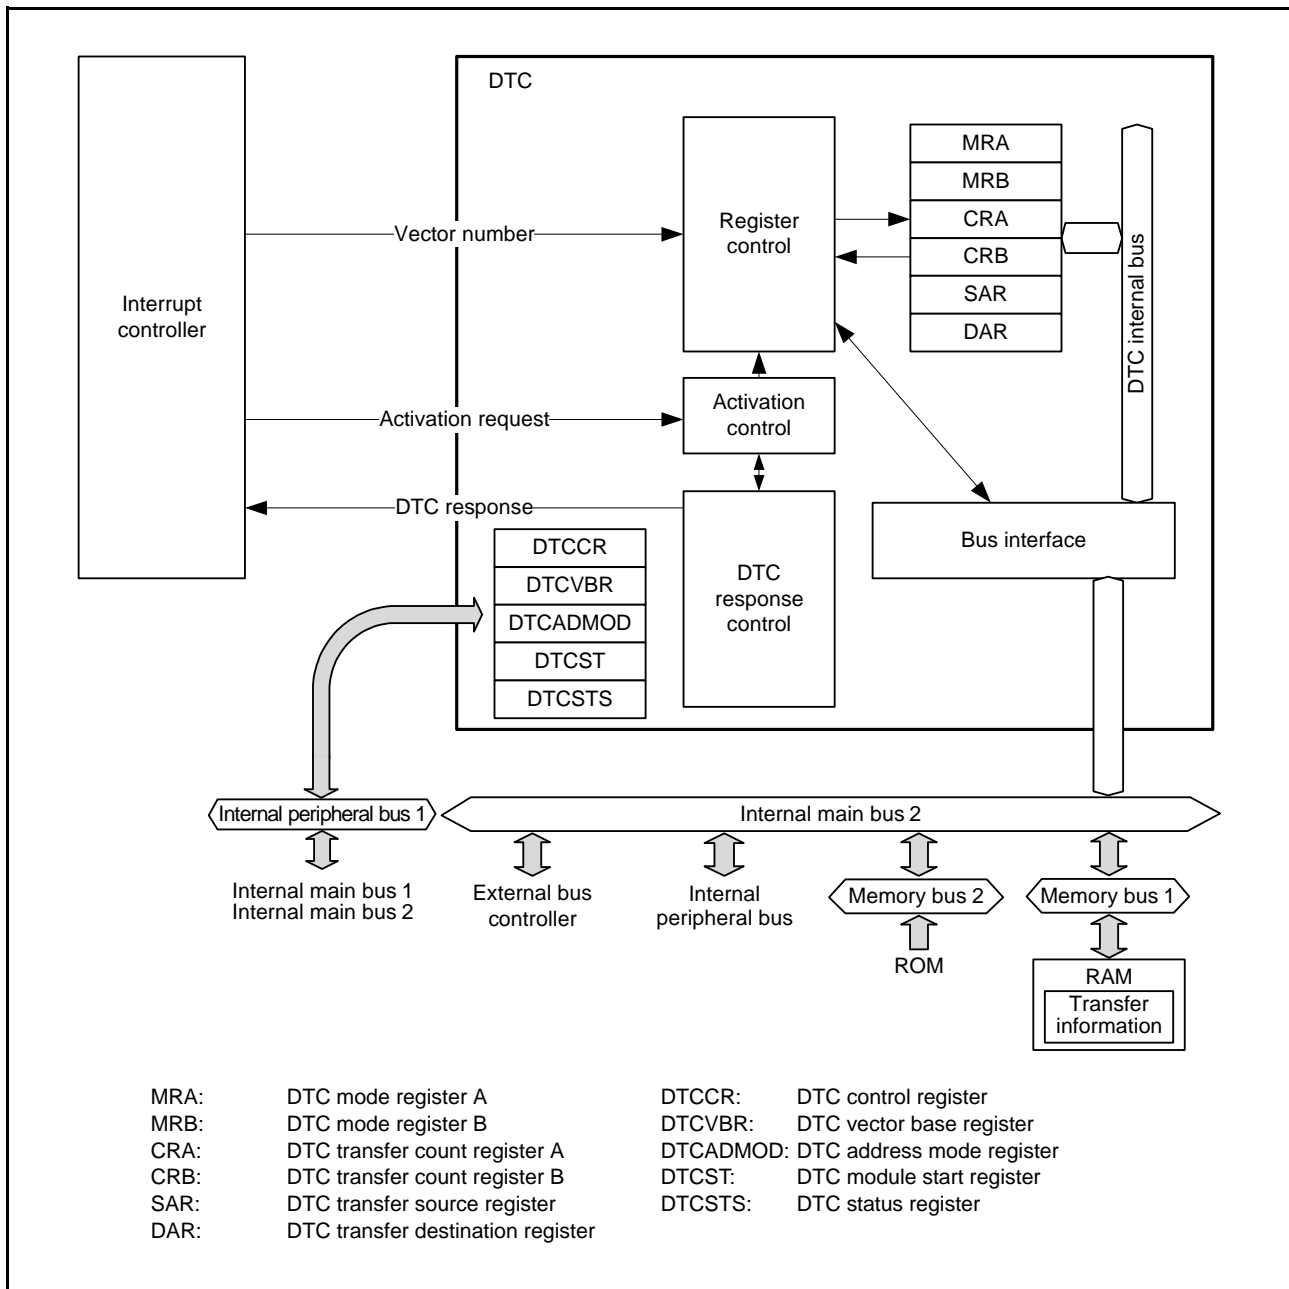 DTC
Interrupt
controller
Vector number
Activation request
DTC response
Register
control
Activation
control
DTC
response
control
MRA
MRB
CRA
CRB
SAR
DAR
DTC internal bus
Bus interface
DTCCR
DTCVBR
DTCADMOD
DTCST
DTCSTS
Internal peripheral bus 1
Internal main bus 2
Internal main bus 1
Internal main bus 2
External bus
controller
Internal
peripheral bus
Memory bus 2
ROM
Memory bus 1
RAM
Transfer
information
MRA: DTC mode register A
MRB: DTC mode register B
CRA: DTC transfer count register A
CRB: DTC transfer count register B
SAR: DTC transfer source register
DAR: DTC transfer destination register
DTCCR: DTC control register
DTCVBR: DTC vector base register
DTCADMOD: DTC address mode register
DTCST: DTC module start register
DTCSTS: DTC status register